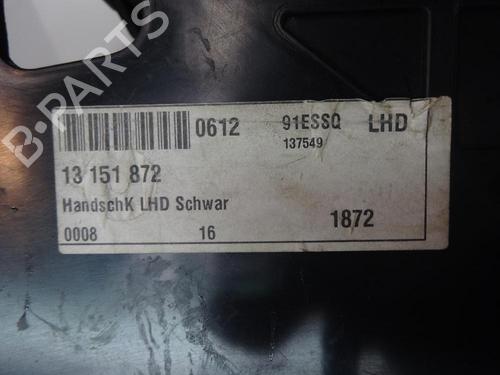 0612 91ESSQ LHD
137549
13 151 872
HandschK LHD Schwar
1872
0008 16
B-PARTS